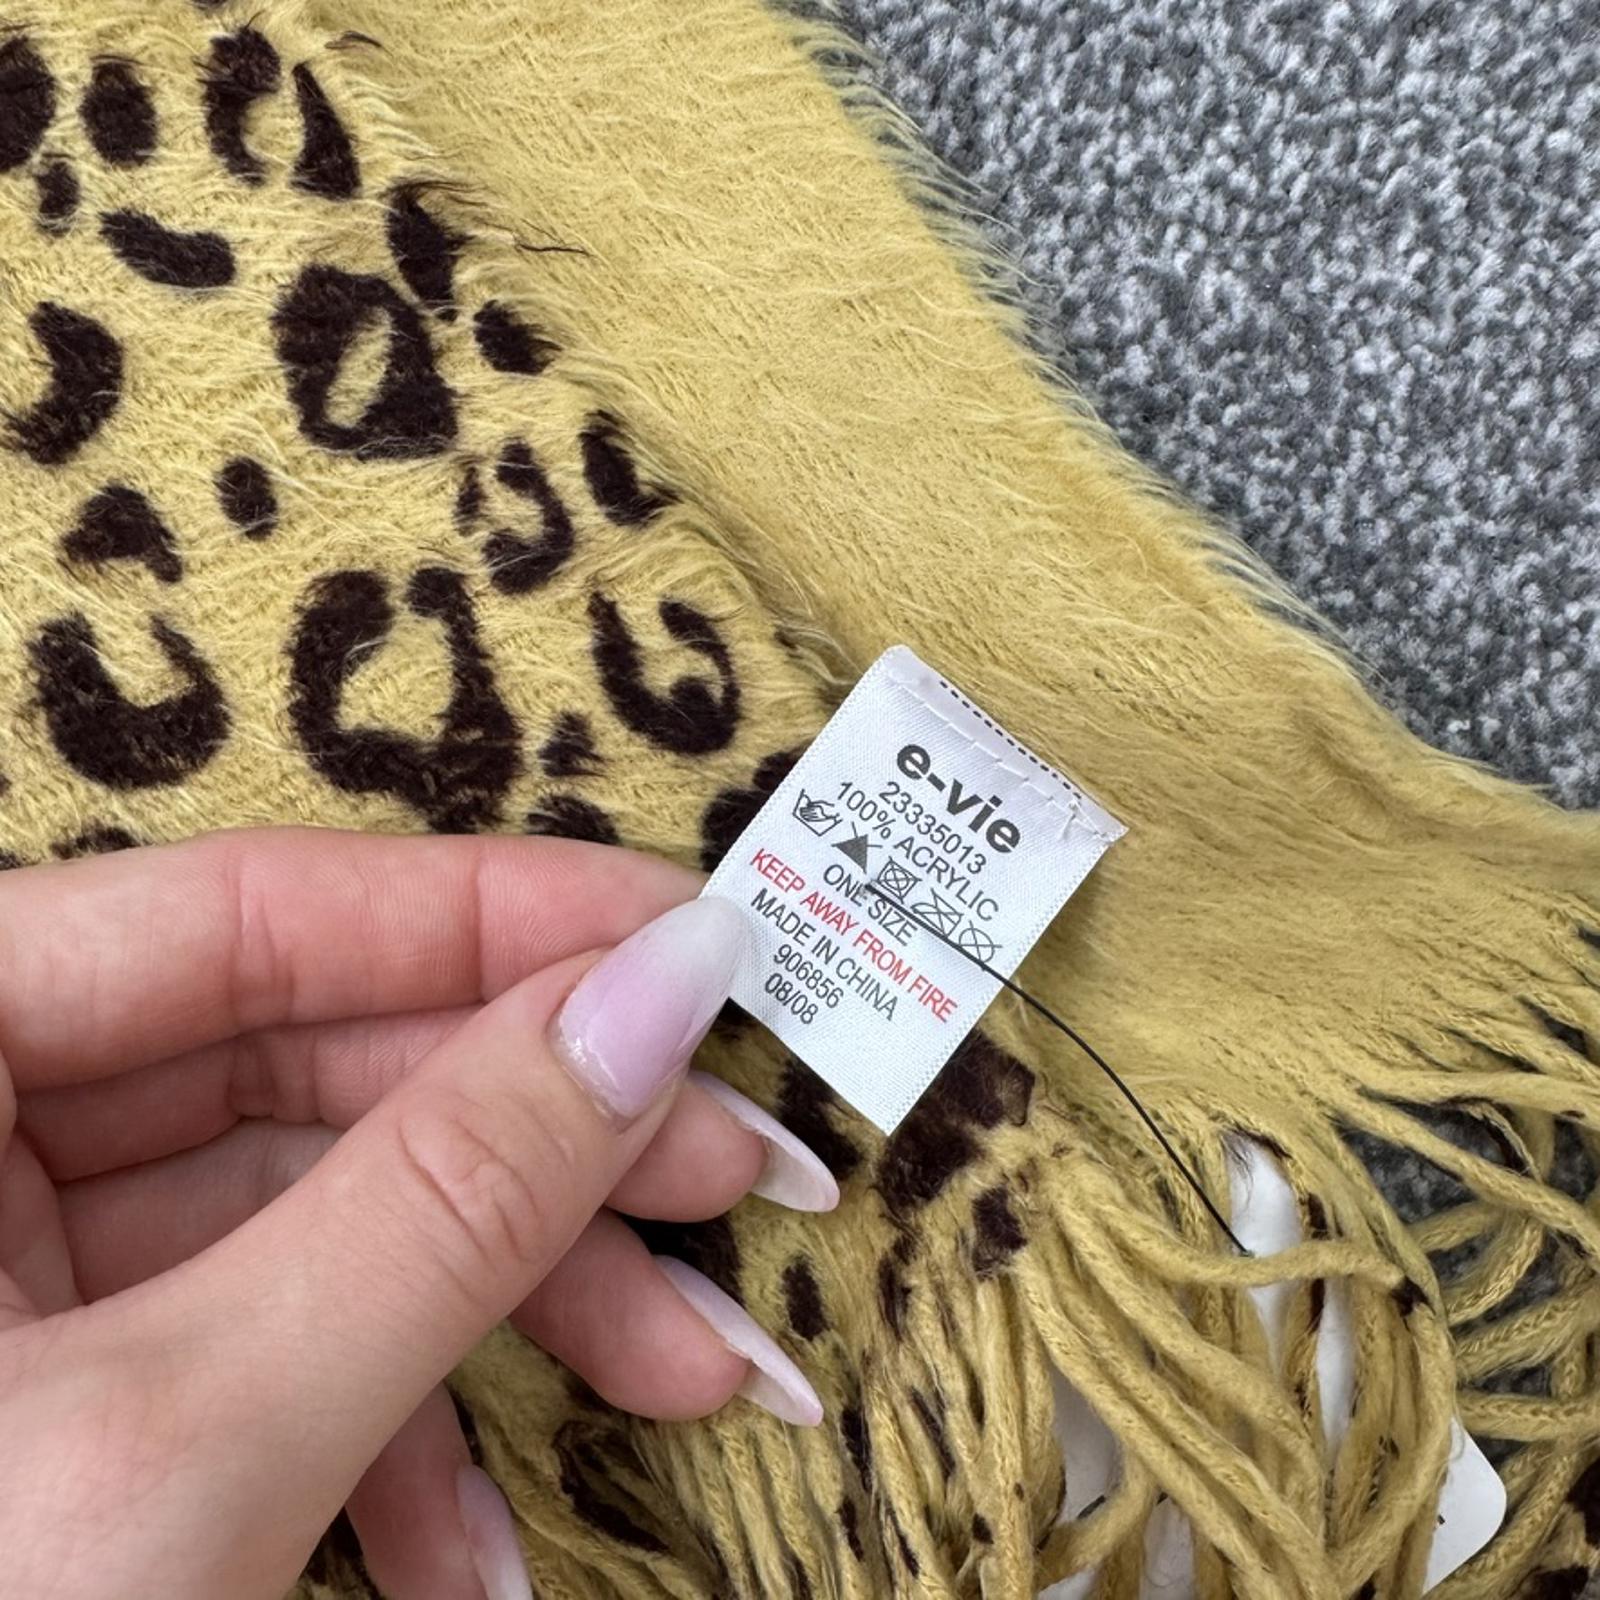 e-vie
23335013
100% ACRYLIC
ONE SIZE
KEEP AWAY FROM FIRE
MADE IN CHINA
906856
08/08